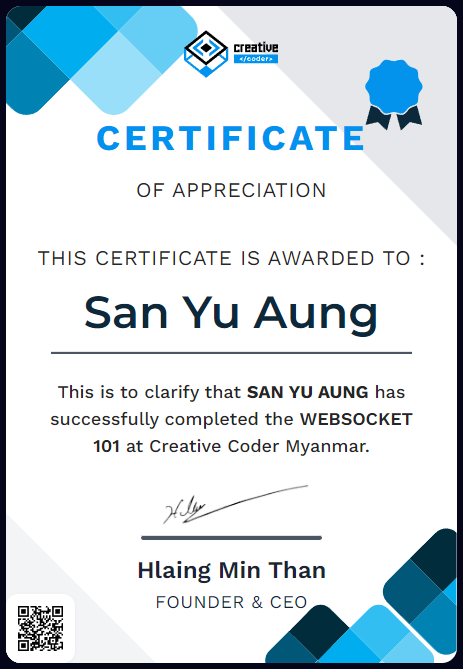 creative
</coder>
CERTIFICATE
OF APPRECIATION
THIS CERTIFICATE IS AWARDED TO :
San Yu Aung
This is to clarify that SAN YU AUNG has
successfully completed the WEBSOCKET
101 at Creative Coder Myanmar.
Hlaing Min Than
FOUNDER & CEO